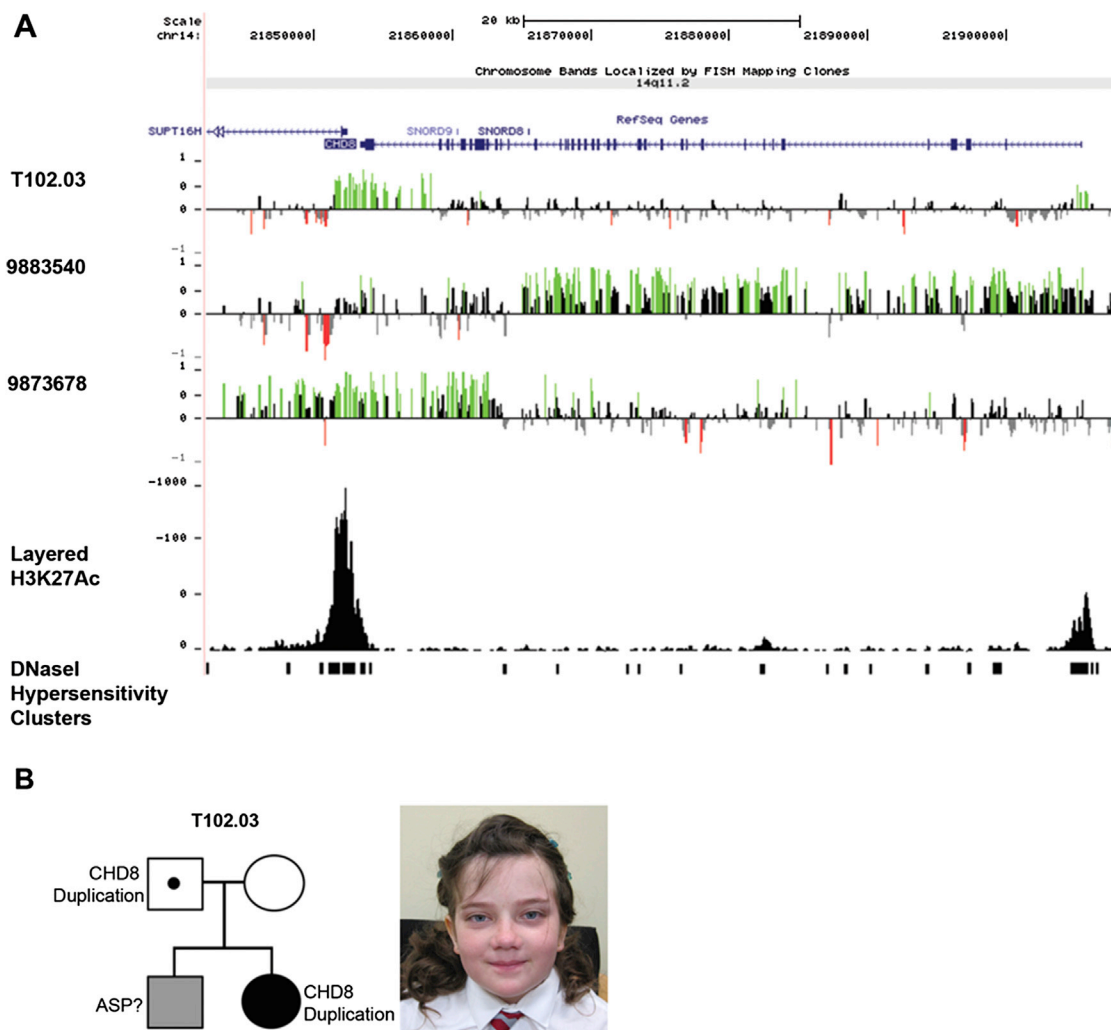 A
Scale
20 kb
chr14:
21850000
21860000
21870000
21880000
21890000
21900000
Chromosome Bands Localized by FISH Mapping Clones
14q11.2
RefSeq Genes
SUPT16H
SNORD9
SNORD8
CHD8
T102.03
1
0
0
-1
9883540
1
0
0
-1
9873678
1
0
0
-1
Layered
H3K27Ac
-1000
-100
0
0
DNaseI
Hypersensitivity
Clusters
B
T102.03
CHD8
Duplication
ASP?
CHD8
Duplication